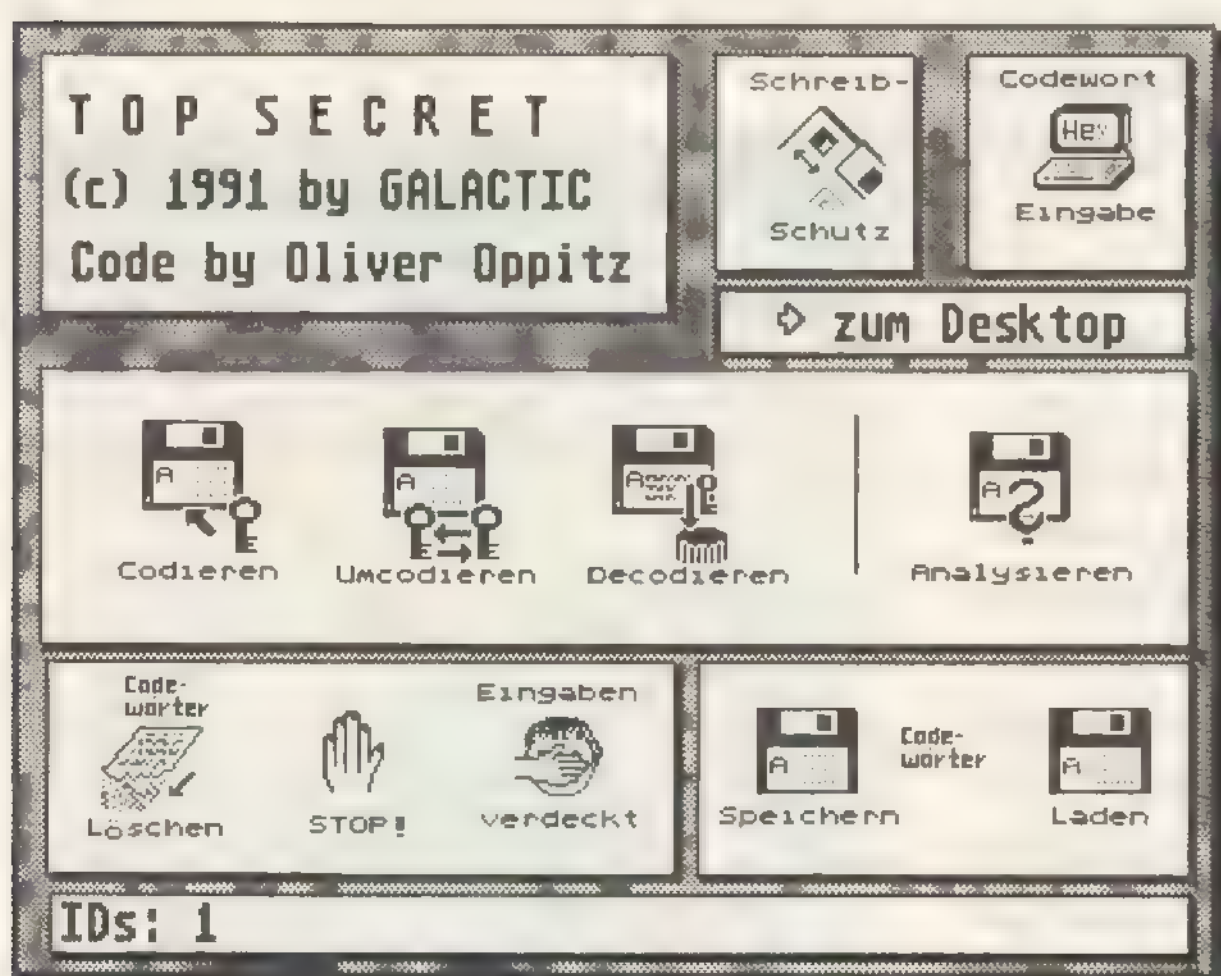 TOP SECRET
(c) 1991 by GALACTIC
Code by Oliver Oppitz
Schreib-
Schutz
Codewort
Hey
Eingabe
zum Desktop
A
Codieren
A
Umcodieren
Decodieren
A
Analysieren
Code-
wörter
Löschen
STOP!
Eingaben
verdeckt
A
Speichern
Code-
wörter
A
Laden
IDs: 1